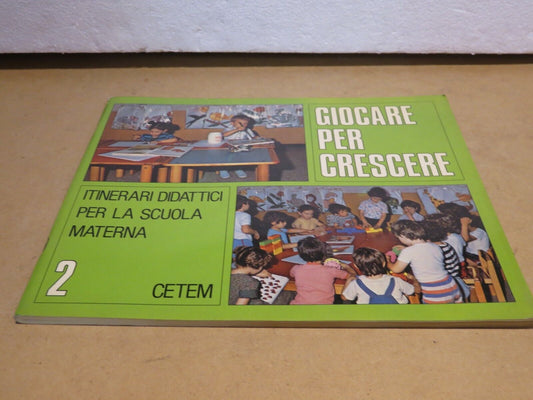 GIOCARE
PER
CRESCERE
ITINERARI DIDATTICI
PER LA SCUOLA
MATERNA
2
CETEM